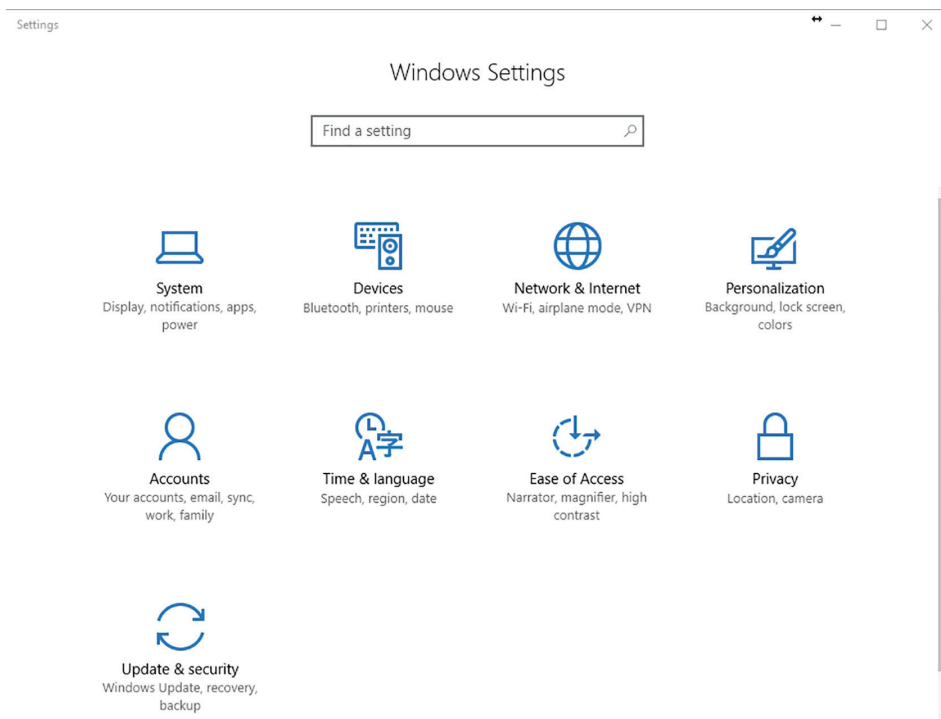 Settings
Windows Settings
Find a setting
System
Display, notifications, apps,
power
Devices
Bluetooth, printers, mouse
Network & Internet
Wi-Fi, airplane mode, VPN
Personalization
Background, lock screen,
colors
Accounts
Your accounts, email, sync,
work, family
Time & language
Speech, region, date
Ease of Access
Narrator, magnifier, high
contrast
Privacy
Location, camera
Update & security
Windows Update, recovery,
backup